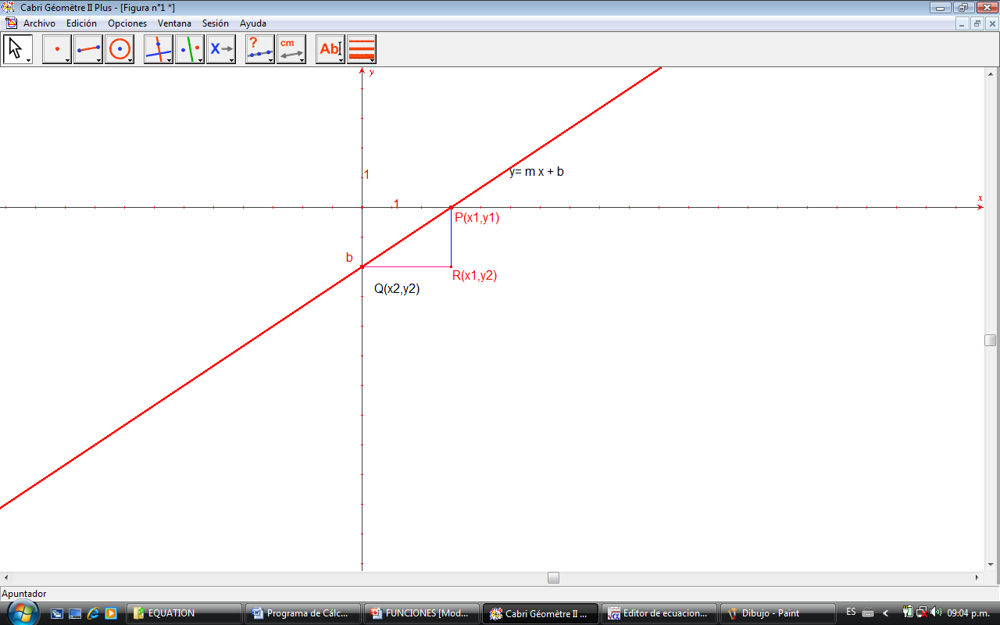 Cabri Géomètre II Plus - [Figura nº1 *]
Archivo Edición Opciones Ventana Sesión Ayuda
X ? cm Ab
y
1
y= m x + b
1
x
P(x1,y1)
b
R(x1,y2)
Q(x2,y2)
Apuntador
EQUATION
Programa de Cálc...
FUNCIONES [Mod...
Cabri Géomètre II ...
Editor de ecuacion...
Dibujo - Paint
ES
09:04 p.m.